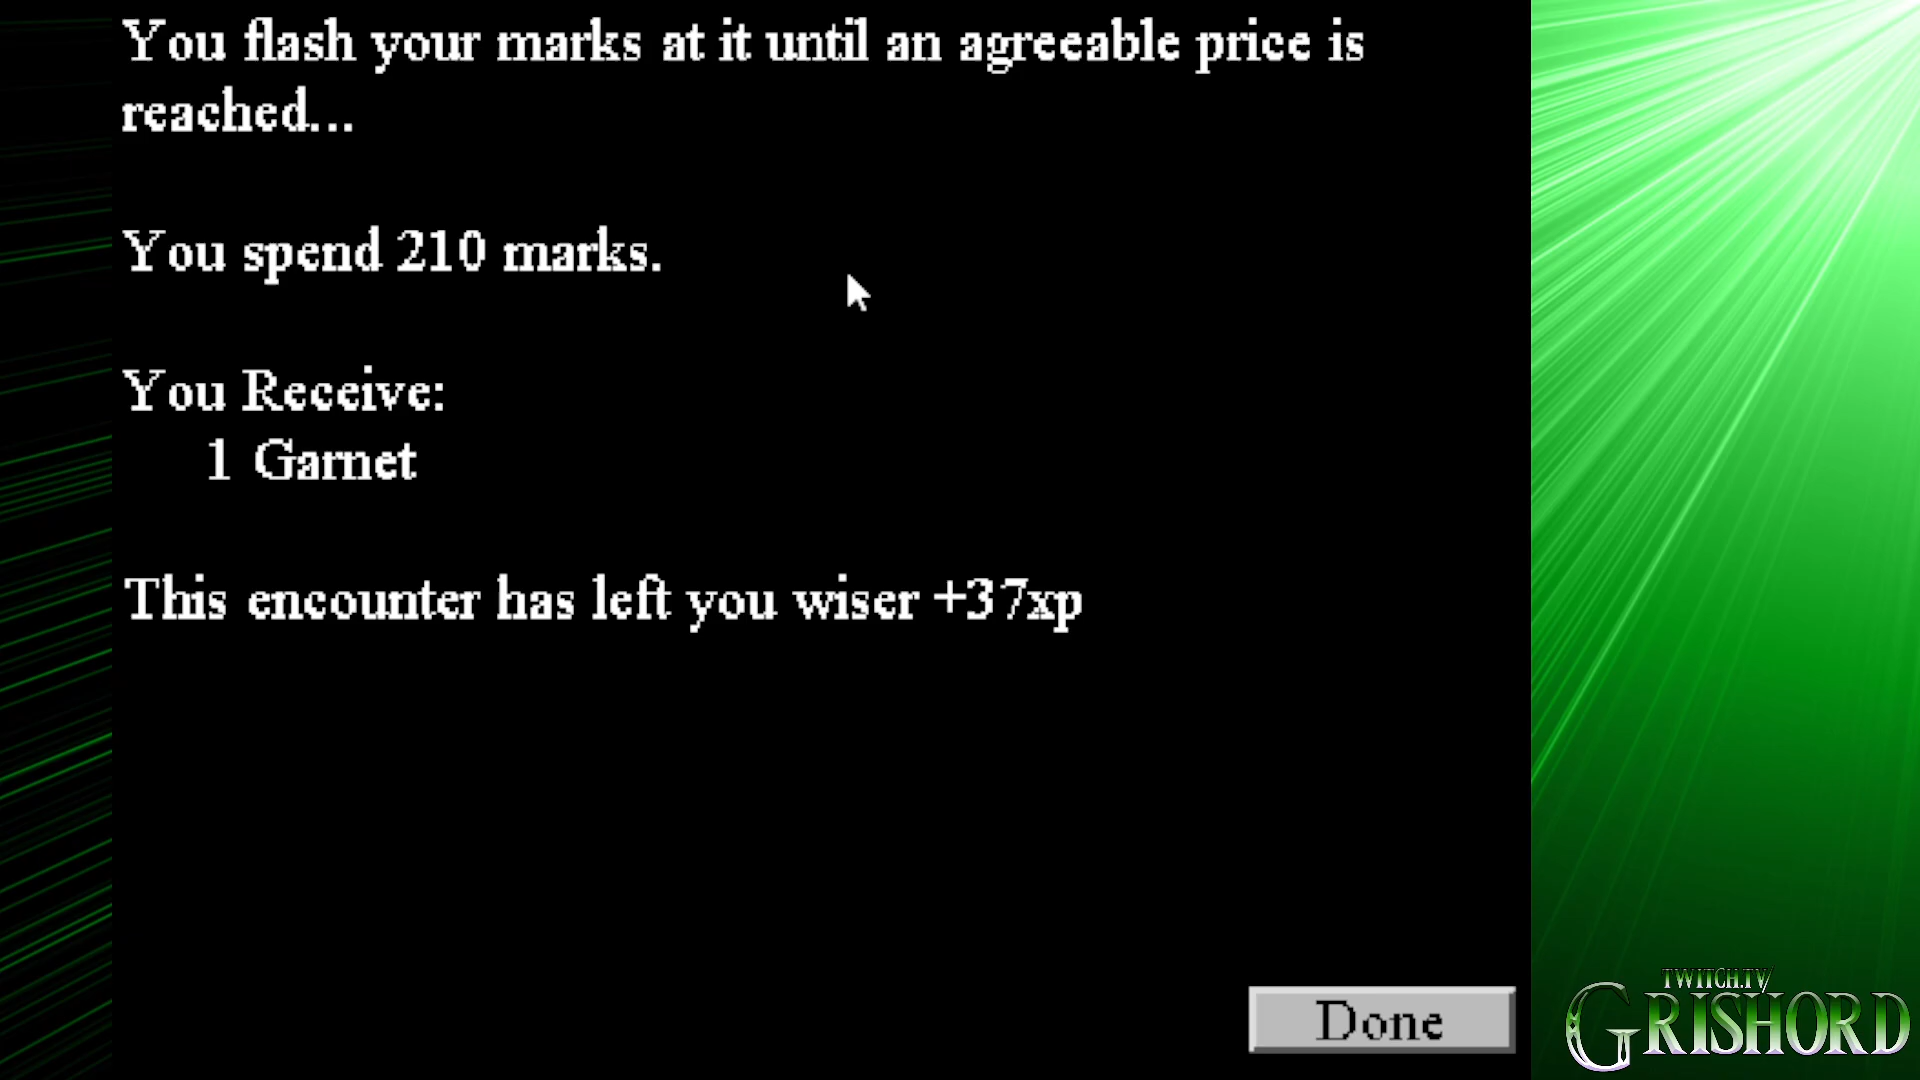 You flash your marks at it until an agreeable price is
reached...
You spend 210 marks.
You Receive:
1 Garnet
This encounter has left you wiser +37xp
Done
TWITCH.TV/
GRISHORD